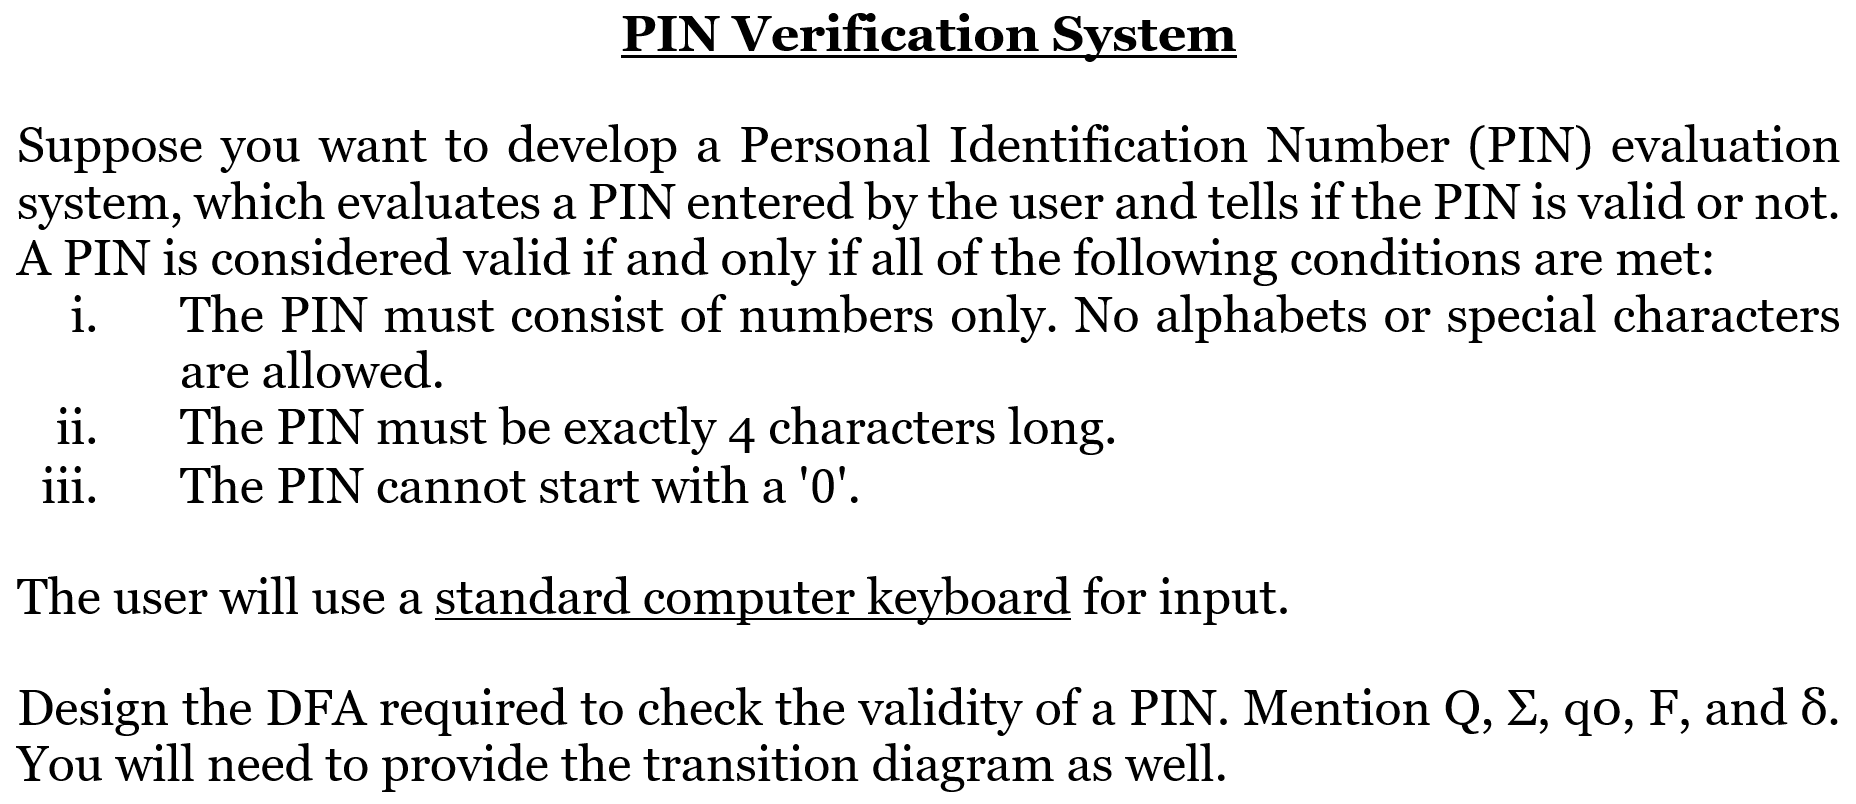 PIN Verification System
Suppose you want to develop a Personal Identification Number (PIN) evaluation
system, which evaluates a PIN entered by the user and tells if the PIN is valid or not.
A PIN is considered valid if and only if all of the following conditions are met:
i. The PIN must consist of numbers only. No alphabets or special characters
are allowed.
ii. The PIN must be exactly 4 characters long.
iii. The PIN cannot start with a '0'.
The user will use a standard computer keyboard for input.
Design the DFA required to check the validity of a PIN. Mention Q, Σ, q0, F, and δ.
You will need to provide the transition diagram as well.